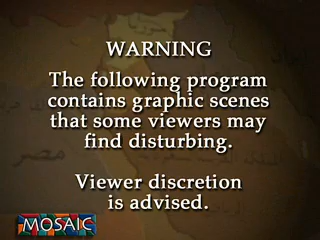 WARNING
The following program
contains graphic scenes
that some viewers may
find disturbing.
Viewer discretion
is advised.
MOSAIC